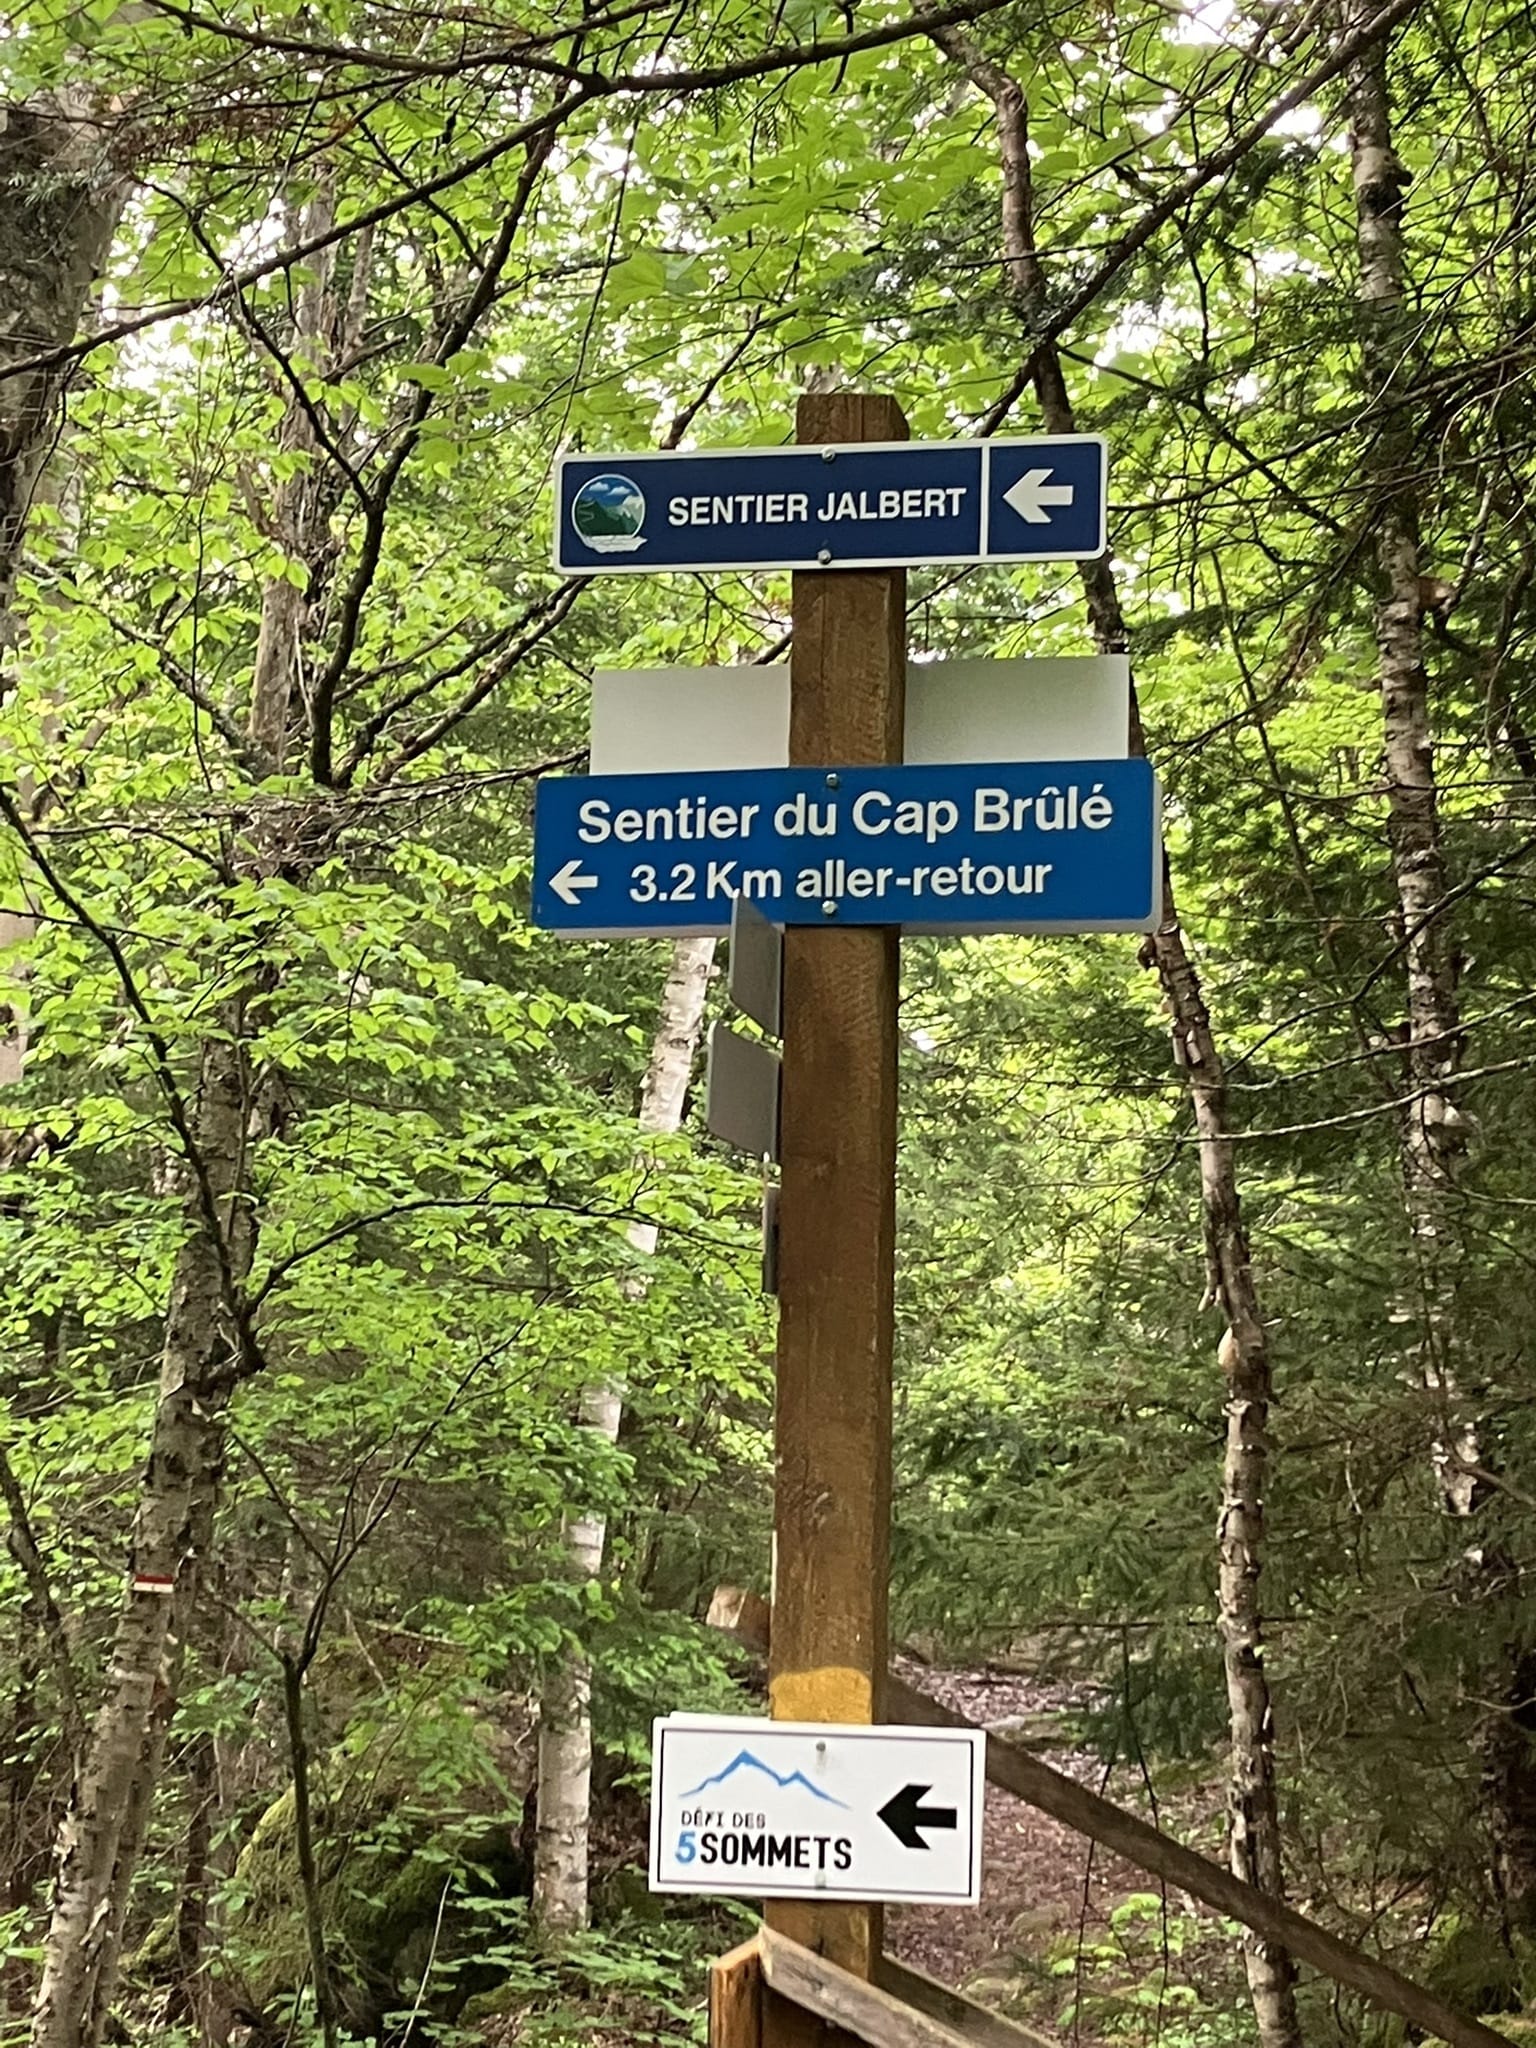 SENTIER JALBERT
Sentier du Cap Brûlé
3.2 Km aller-retour
DÉFI DES
5 SOMMETS